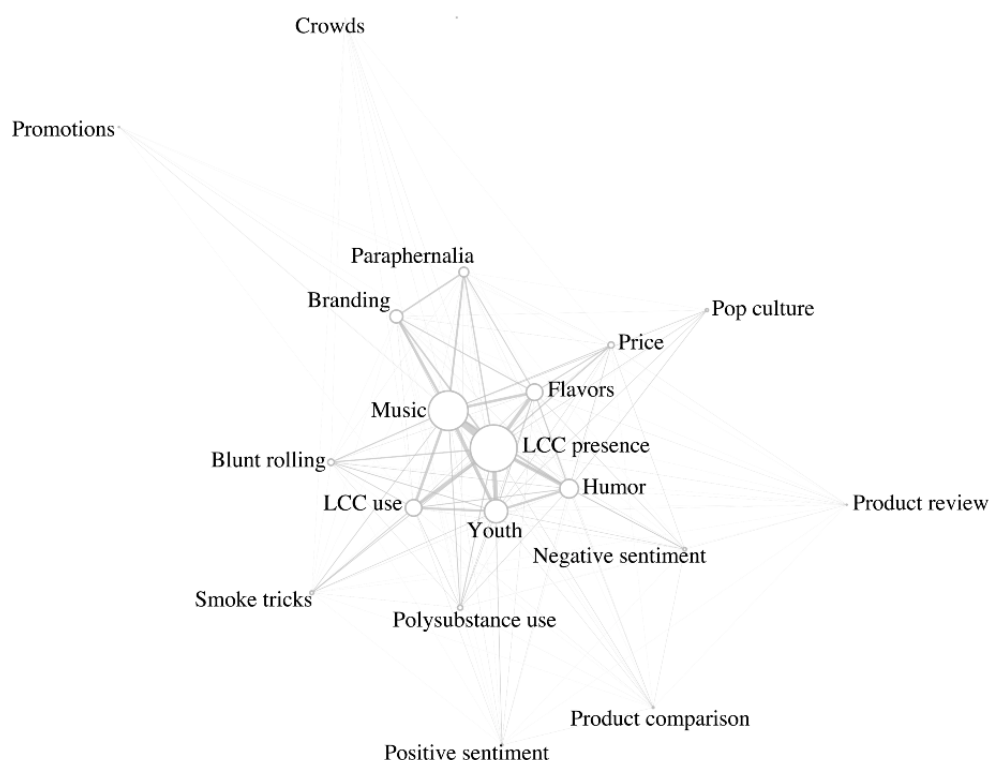 Crowds
Promotions
Paraphernalia
Branding
Pop culture
Price
Flavors
Music
LCC presence
Blunt rolling
Humor
LCC use
Product review
Youth
Negative sentiment
Smoke tricks
Polysubstance use
Product comparison
Positive sentiment